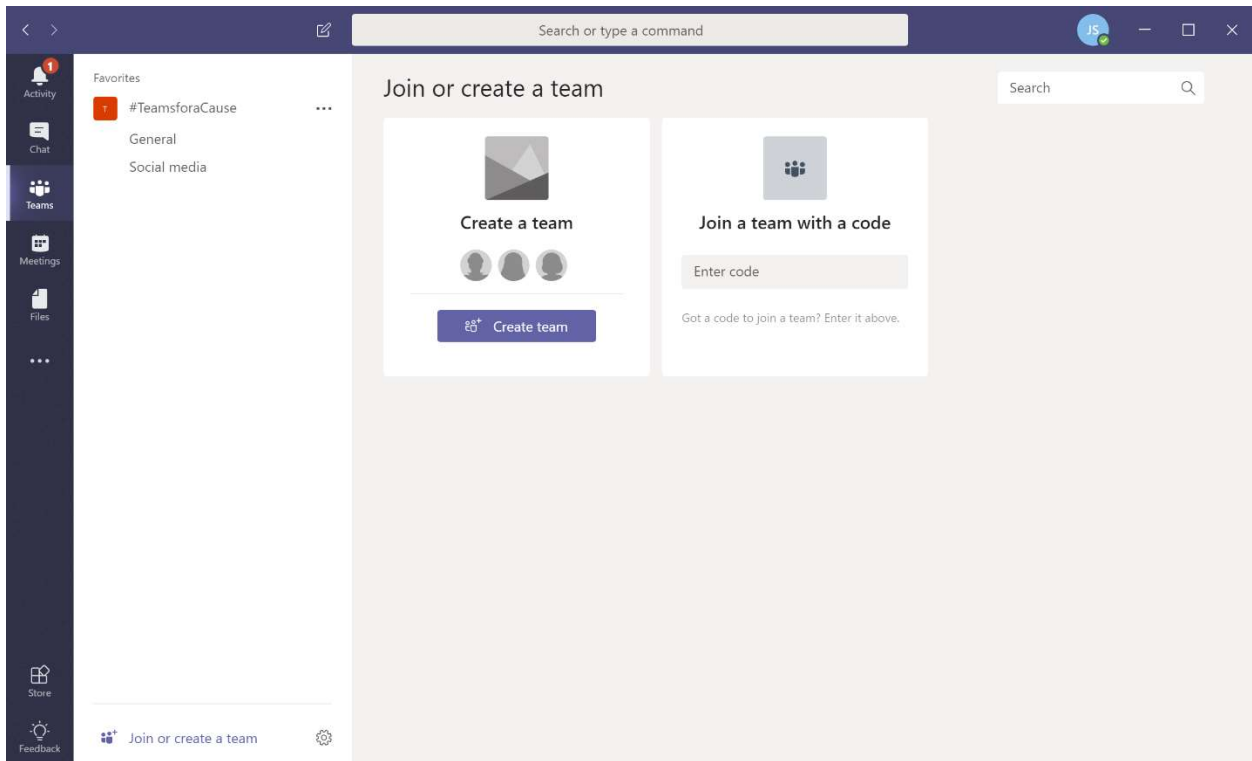 Search or type a command
JS
1
Activity
Chat
Teams
Meetings
Files
Store
Feedback
Favorites
T
#TeamsforaCause
General
Social media
Join or create a team
Join or create a team
Search
Create a team
Create team
Join a team with a code
Enter code
Got a code to join a team? Enter it above.